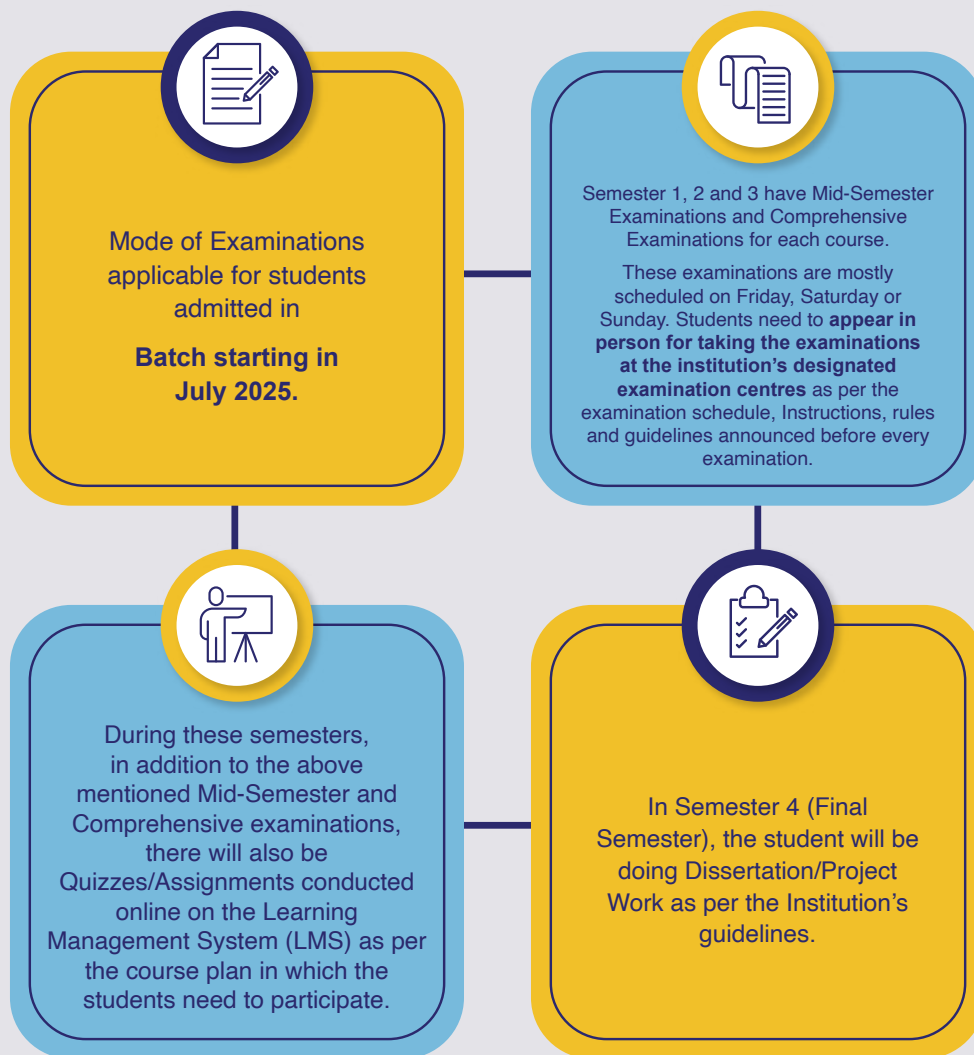 Mode of Examinations
applicable for students
admitted in
Batch starting in
July 2025.
Semester 1, 2 and 3 have Mid-Semester
Examinations and Comprehensive
Examinations for each course.
These examinations are mostly
scheduled on Friday, Saturday or
Sunday. Students need to appear in
person for taking the examinations
at the institution’s designated
examination centres as per the
examination schedule, Instructions, rules
and guidelines announced before every
examination.
During these semesters,
in addition to the above
mentioned Mid-Semester and
Comprehensive examinations,
there will also be
Quizzes/Assignments conducted
online on the Learning
Management System (LMS) as per
the course plan in which the
students need to participate.
In Semester 4 (Final
Semester), the student will be
doing Dissertation/Project
Work as per the Institution’s
guidelines.